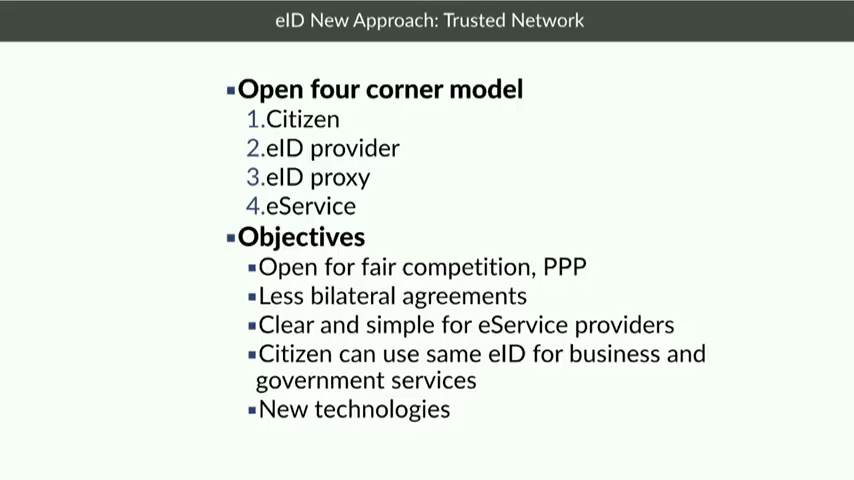 eID New Approach: Trusted Network
▪Open four corner model
1.Citizen
2.eID provider
3.eID proxy
4.eService
▪Objectives
▪Open for fair competition, PPP
▪Less bilateral agreements
▪Clear and simple for eService providers
▪Citizen can use same eID for business and
government services
▪New technologies